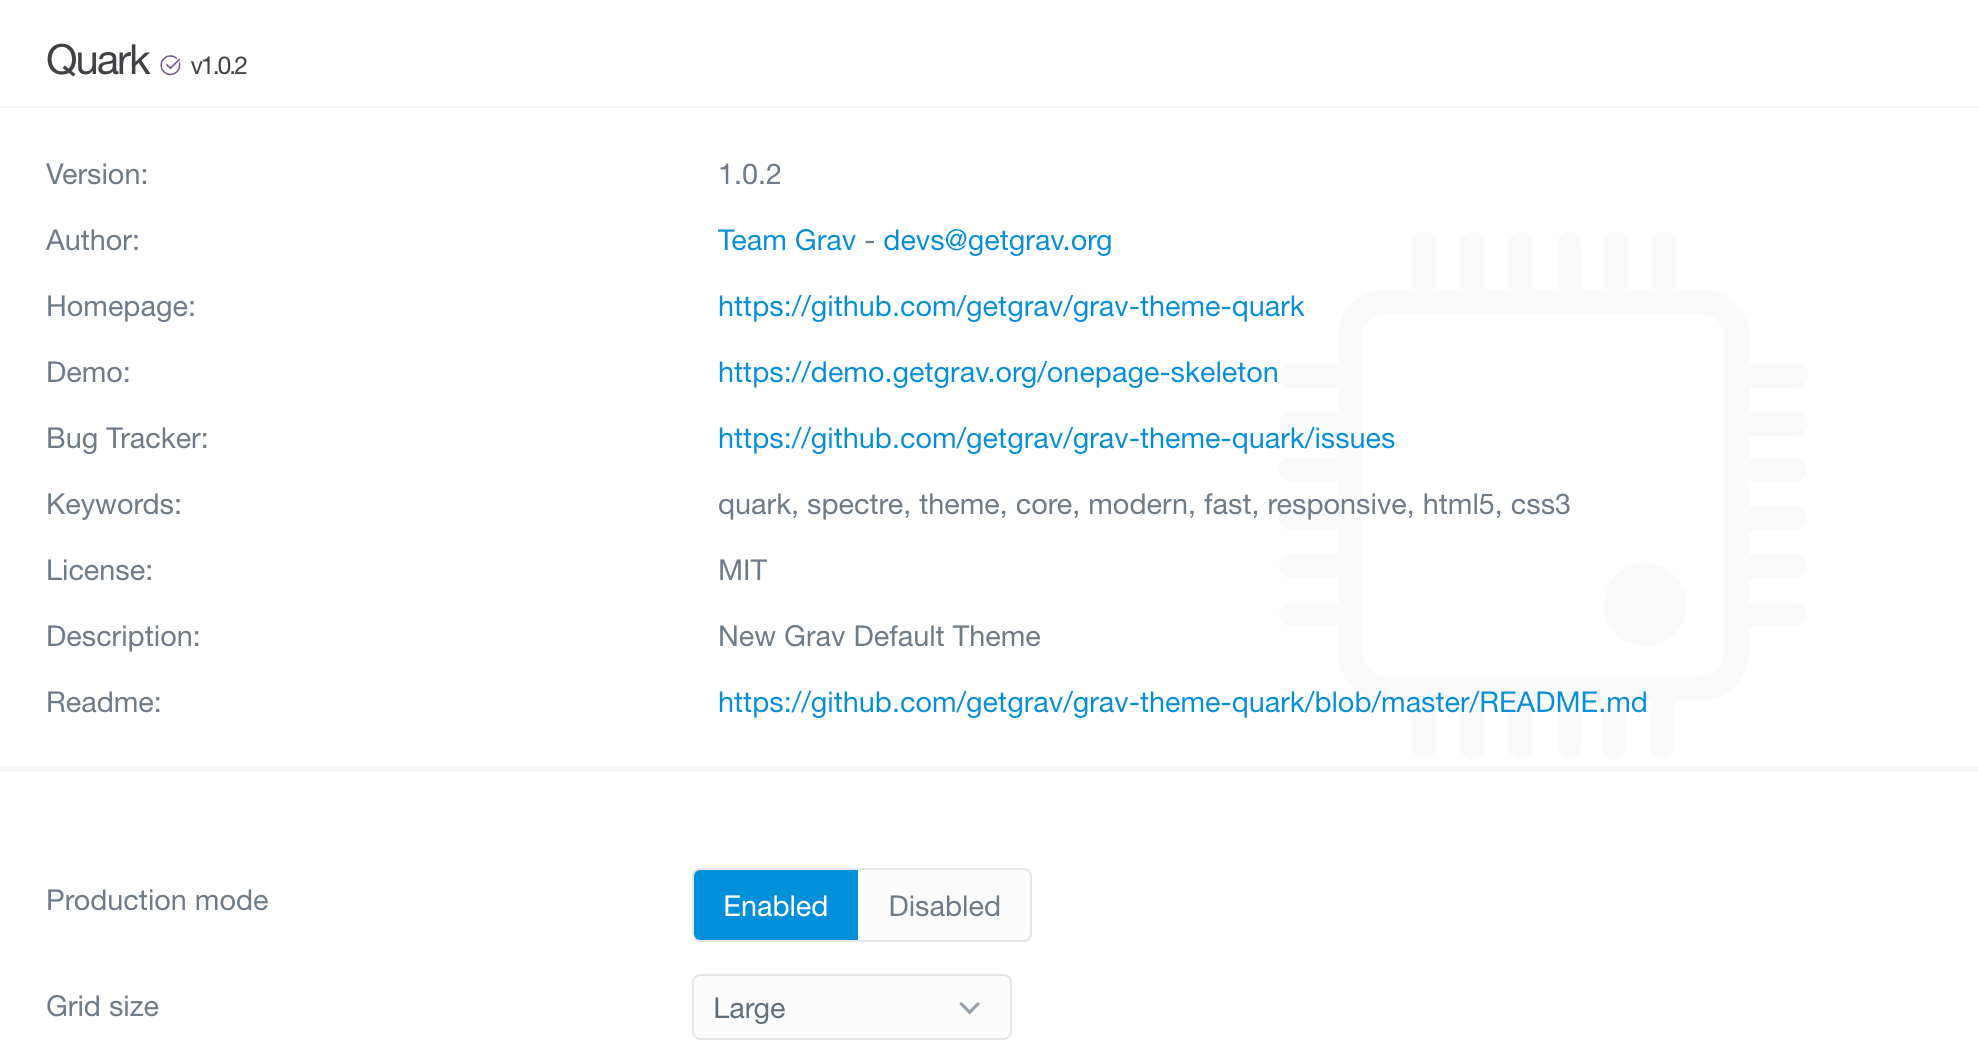 Quark v1.0.2
Version: 1.0.2
Author: Team Grav - devs@getgrav.org
Homepage: https://github.com/getgrav/grav-theme-quark
Demo: https://demo.getgrav.org/onepage-skeleton
Bug Tracker: https://github.com/getgrav/grav-theme-quark/issues
Keywords: quark, spectre, theme, core, modern, fast, responsive, html5, css3
License: MIT
Description: New Grav Default Theme
Readme: https://github.com/getgrav/grav-theme-quark/blob/master/README.md
Production mode Enabled Disabled
Grid size Large